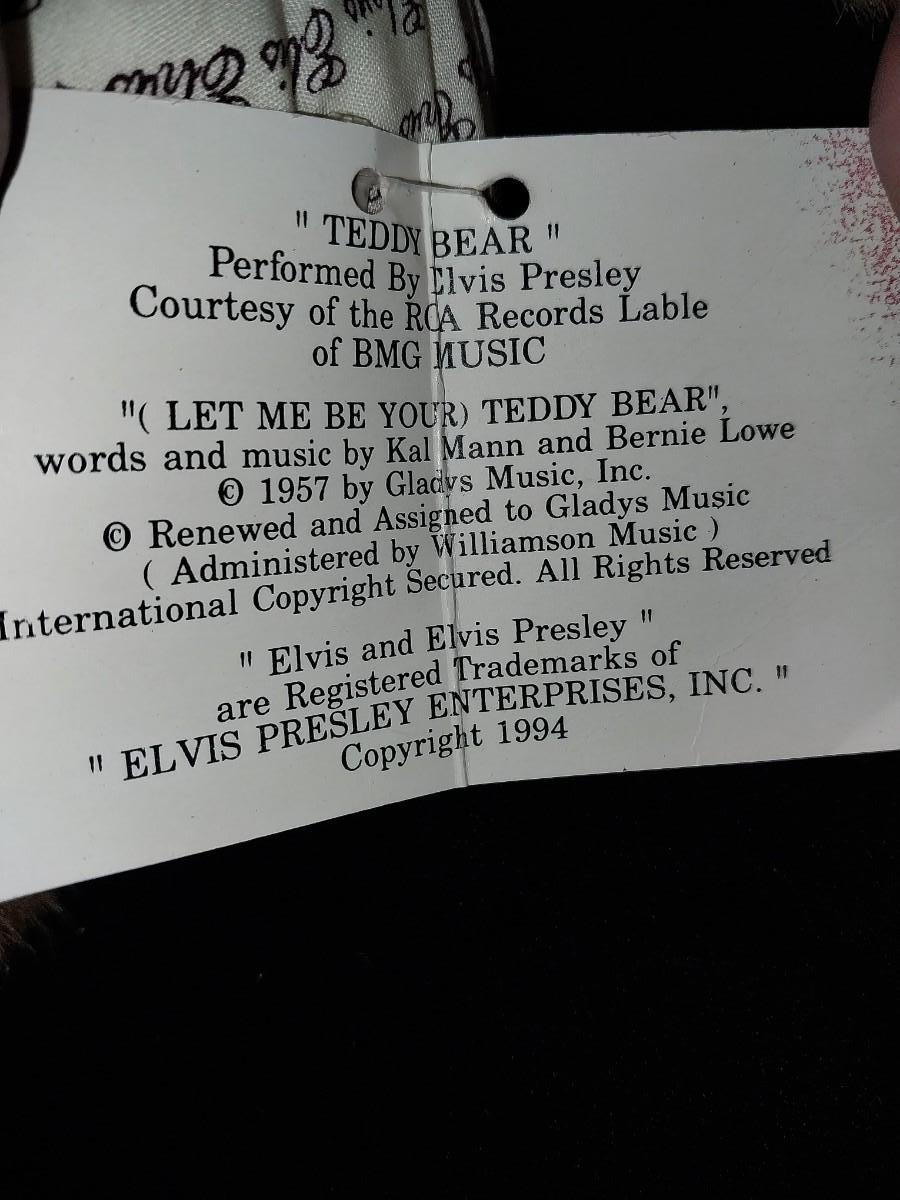 Elvis Elvis
" TEDDY BEAR "
Performed By Elvis Presley
Courtesy of the RCA Records Lable
of BMG MUSIC
"( LET ME BE YOUR) TEDDY BEAR",
words and music by Kal Mann and Bernie Lowe
© 1957 by Gladys Music, Inc.
© Renewed and Assigned to Gladys Music
( Administered by Williamson Music )
International Copyright Secured. All Rights Reserved
" Elvis and Elvis Presley "
are Registered Trademarks of
" ELVIS PRESLEY ENTERPRISES, INC. "
Copyright 1994